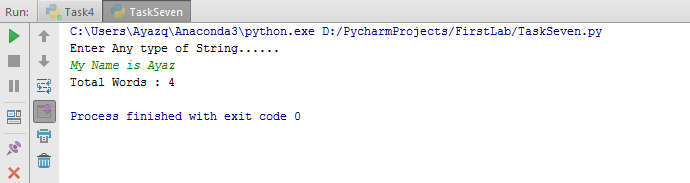 Run: Task4 TaskSeven
C:\Users\Ayazq\Anaconda3\python.exe D:/PycharmProjects/FirstLab/TaskSeven.py
Enter Any type of String......
My Name is Ayaz
Total Words : 4
Process finished with exit code 0